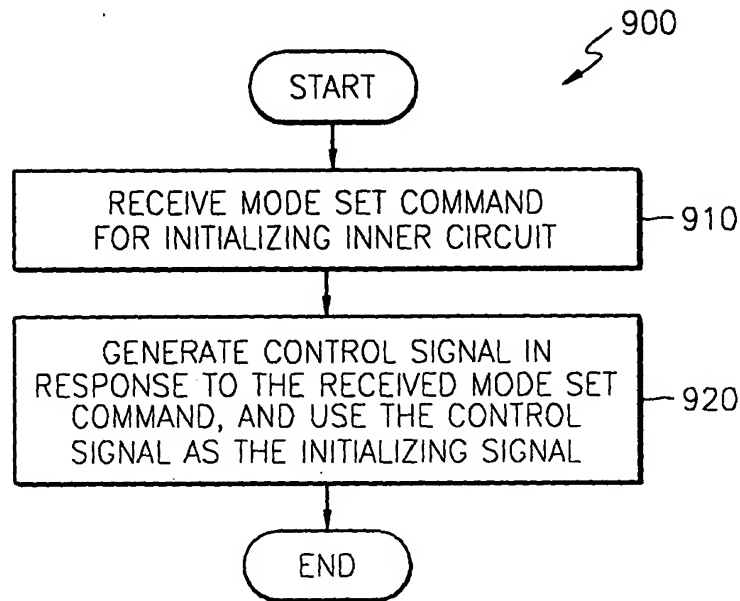 900
START
RECEIVE MODE SET COMMAND
FOR INITIALIZING INNER CIRCUIT
910
GENERATE CONTROL SIGNAL IN
RESPONSE TO THE RECEIVED MODE SET
COMMAND, AND USE THE CONTROL
SIGNAL AS THE INITIALIZING SIGNAL
920
END